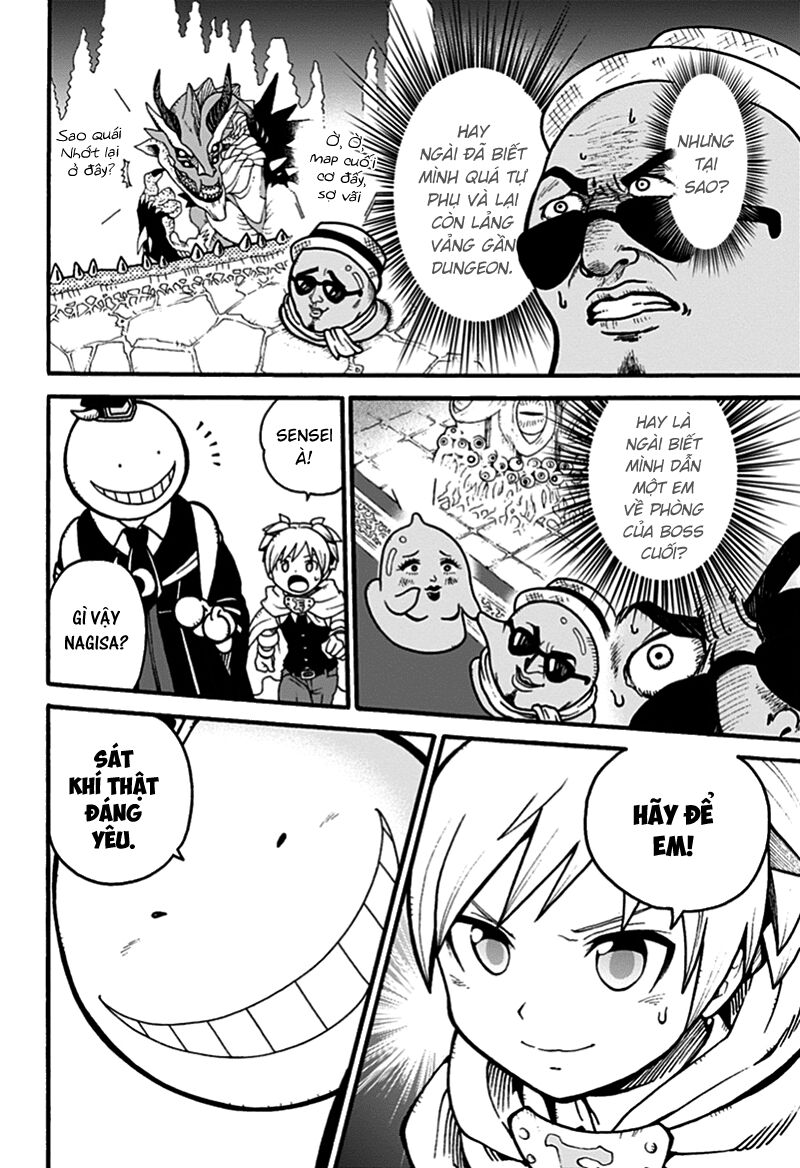 NHƯNG
TẠI
SAO?
HAY
NGÀI ĐÃ BIẾT
MÌNH QUÁ TỰ
PHỤ VÀ LẠI
CÒN LẢNG
VẢNG GẦN
DUNGEON.
Ờ, Ờ,
map cuối
cơ đấy,
sợ vãi
Sao quái
Nhớt lại
ở đây?
HAY LÀ
NGÀI BIẾT
MÌNH DẪN
MỘT EM
VỀ PHÒNG
CỦA BOSS
CUỐI?
SENSEI
À!
GÌ VẬY
NAGISA?
HÃY ĐỂ
EM!
SÁT
KHÍ THẬT
ĐÁNG
YÊU.